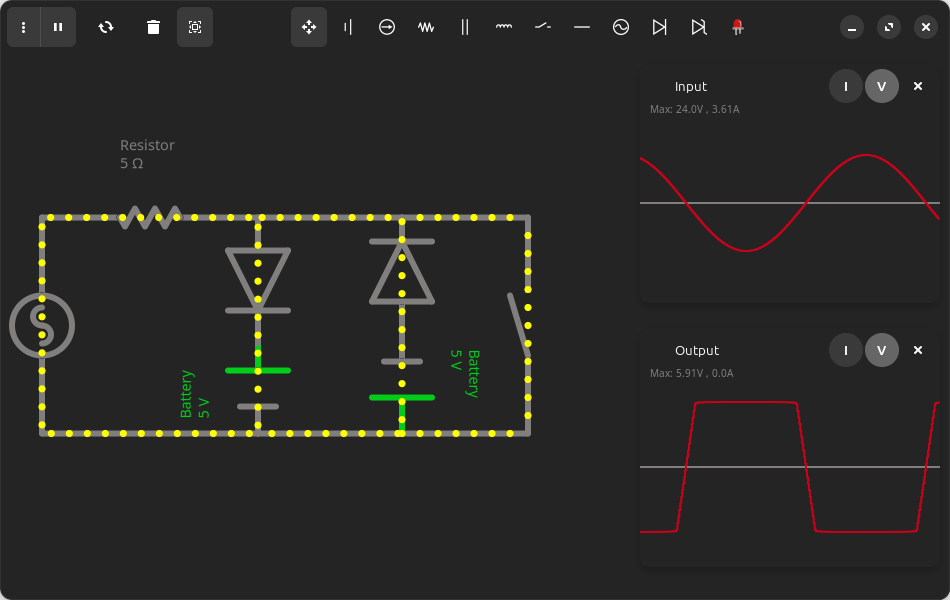 Input
I
V
Max: 24.0V , 3.61A
Resistor
5 Ω
Battery
5 V
Battery
5 V
Output
I
V
Max: 5.91V , 0.0A